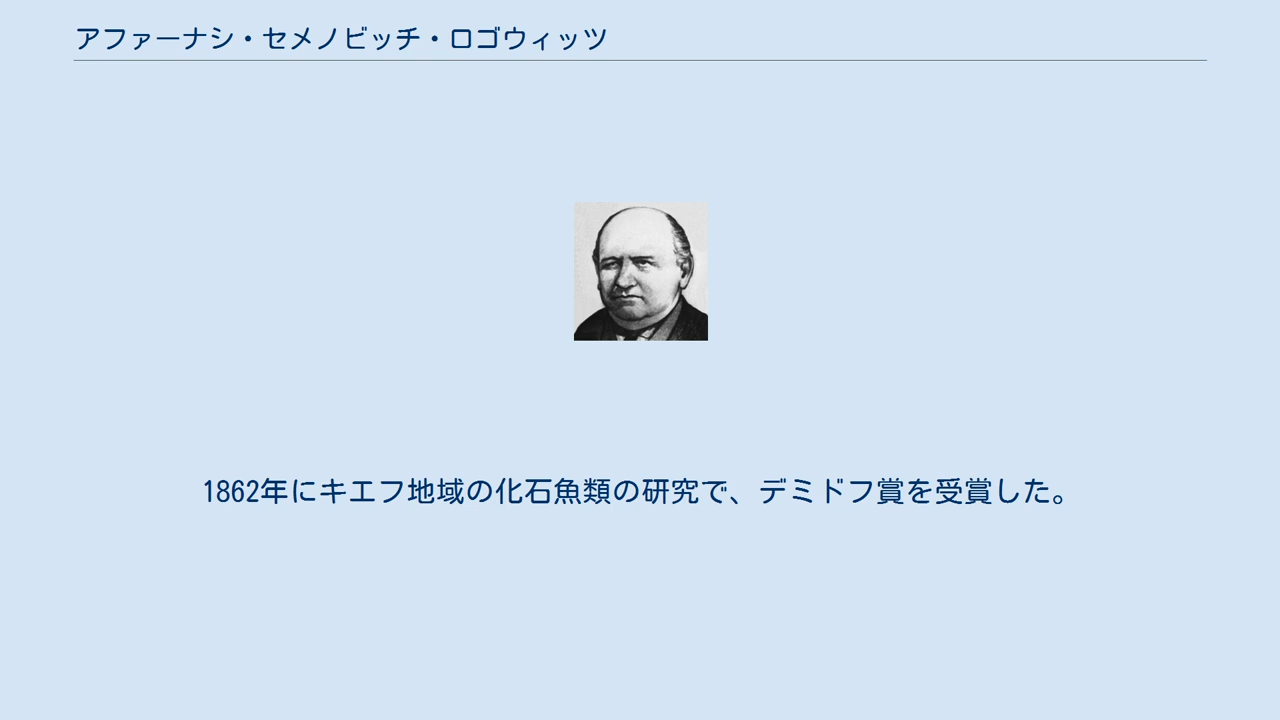 アファーナシ・セメノビッチ・ロゴウィッツ
1862年にキエフ地域の化石魚類の研究で、デミドフ賞を受賞した。